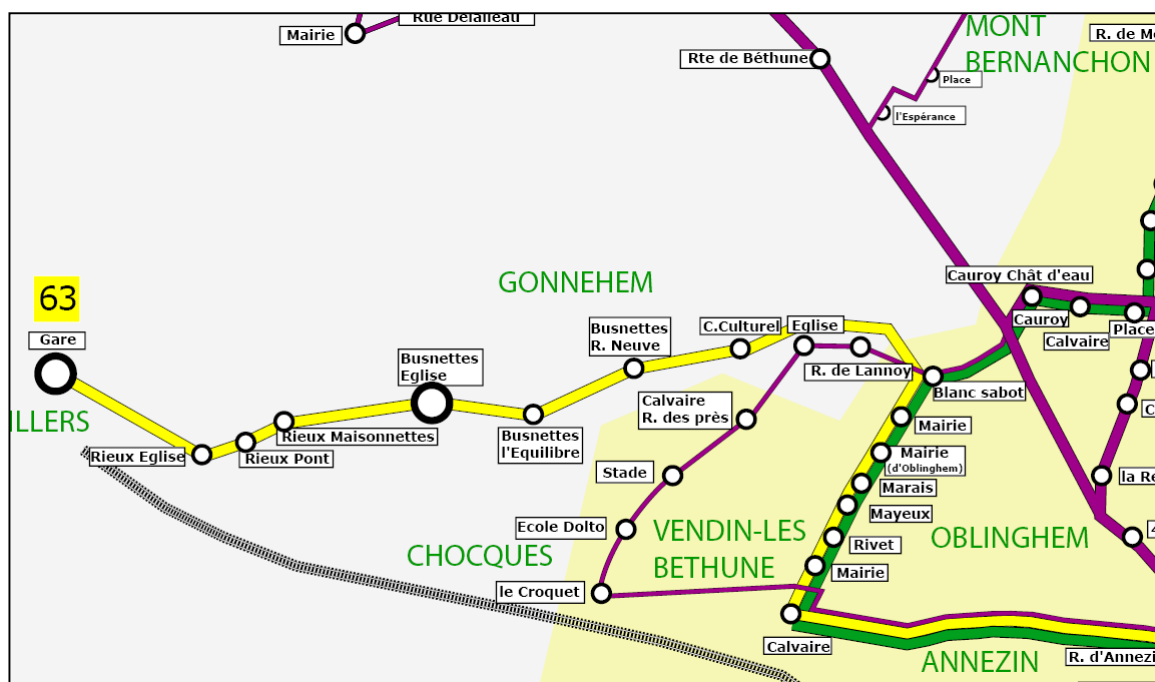 Rue Delalleau
Mairie
Rte de Béthune
MONT
BERNANCHON
Place
l'Espérance
63
Gare
GONNEHEM
Cauroy Chât d'eau
Cauroy
Place
Calvaire
Busnettes
R. Neuve
C.Culturel
Eglise
R. de Lannoy
Busnettes
Eglise
Blanc sabot
Calvaire
R. des près
ILLERS
Rieux Eglise
Rieux Pont
Rieux Maisonnettes
Busnettes
l'Equilibre
Mairie
Mairie
(d'Oblinghem)
Marais
Mayeux
Stade
Ecole Dolto
Rivet
Mairie
VENDIN-LES
BETHUNE
OBLINGHEM
CHOCQUES
le Croquet
Calvaire
ANNEZIN
R. d'Annezi